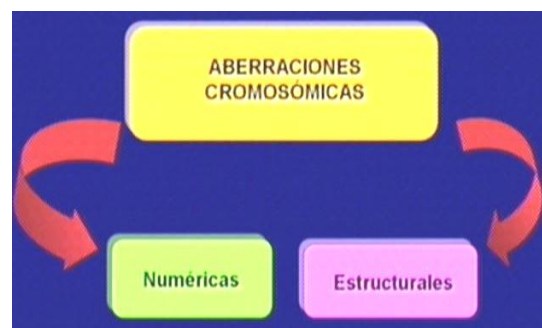 ABERRACIONES
CROMOSÓMICAS
Numéricas
Estructurales